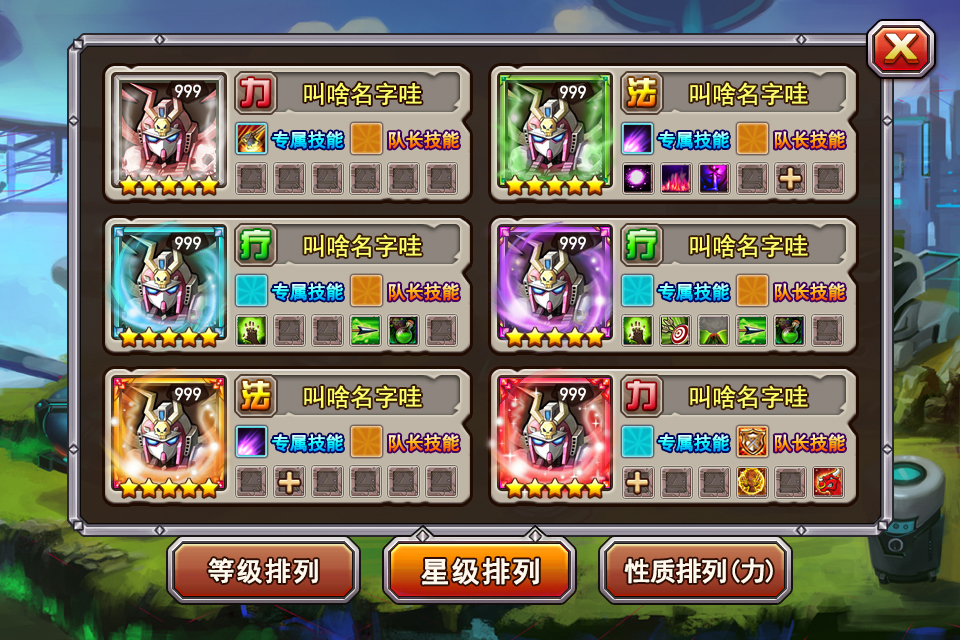 999 力 叫啥名字哇
专属技能 队长技能
999 法 叫啥名字哇
专属技能 队长技能
999 疗 叫啥名字哇
专属技能 队长技能
999 疗 叫啥名字哇
专属技能 队长技能
999 法 叫啥名字哇
专属技能 队长技能
999 力 叫啥名字哇
专属技能 队长技能
等级排列
星级排列
性质排列(力)